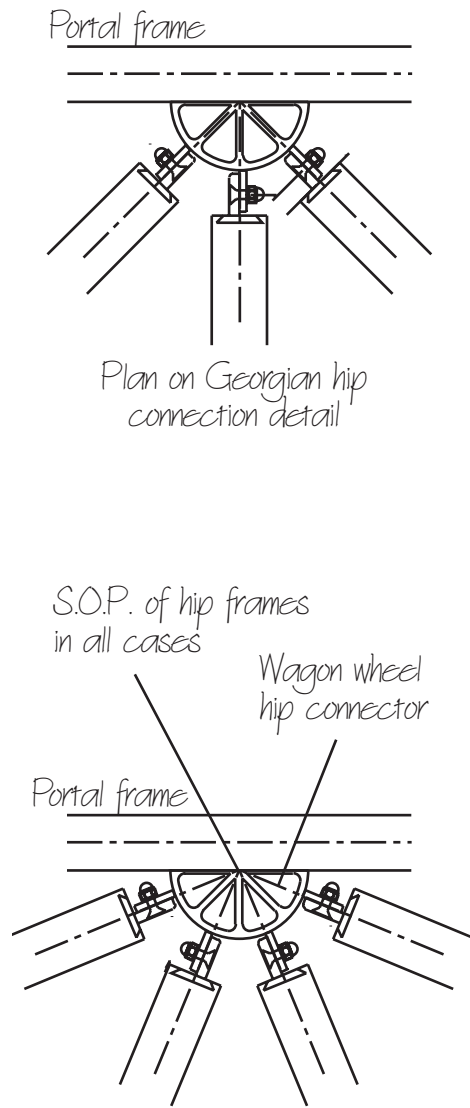 Portal frame
Plan on Georgian hip
connection detail
S.O.P. of hip frames
in all cases
Wagon wheel
hip connector
Portal frame